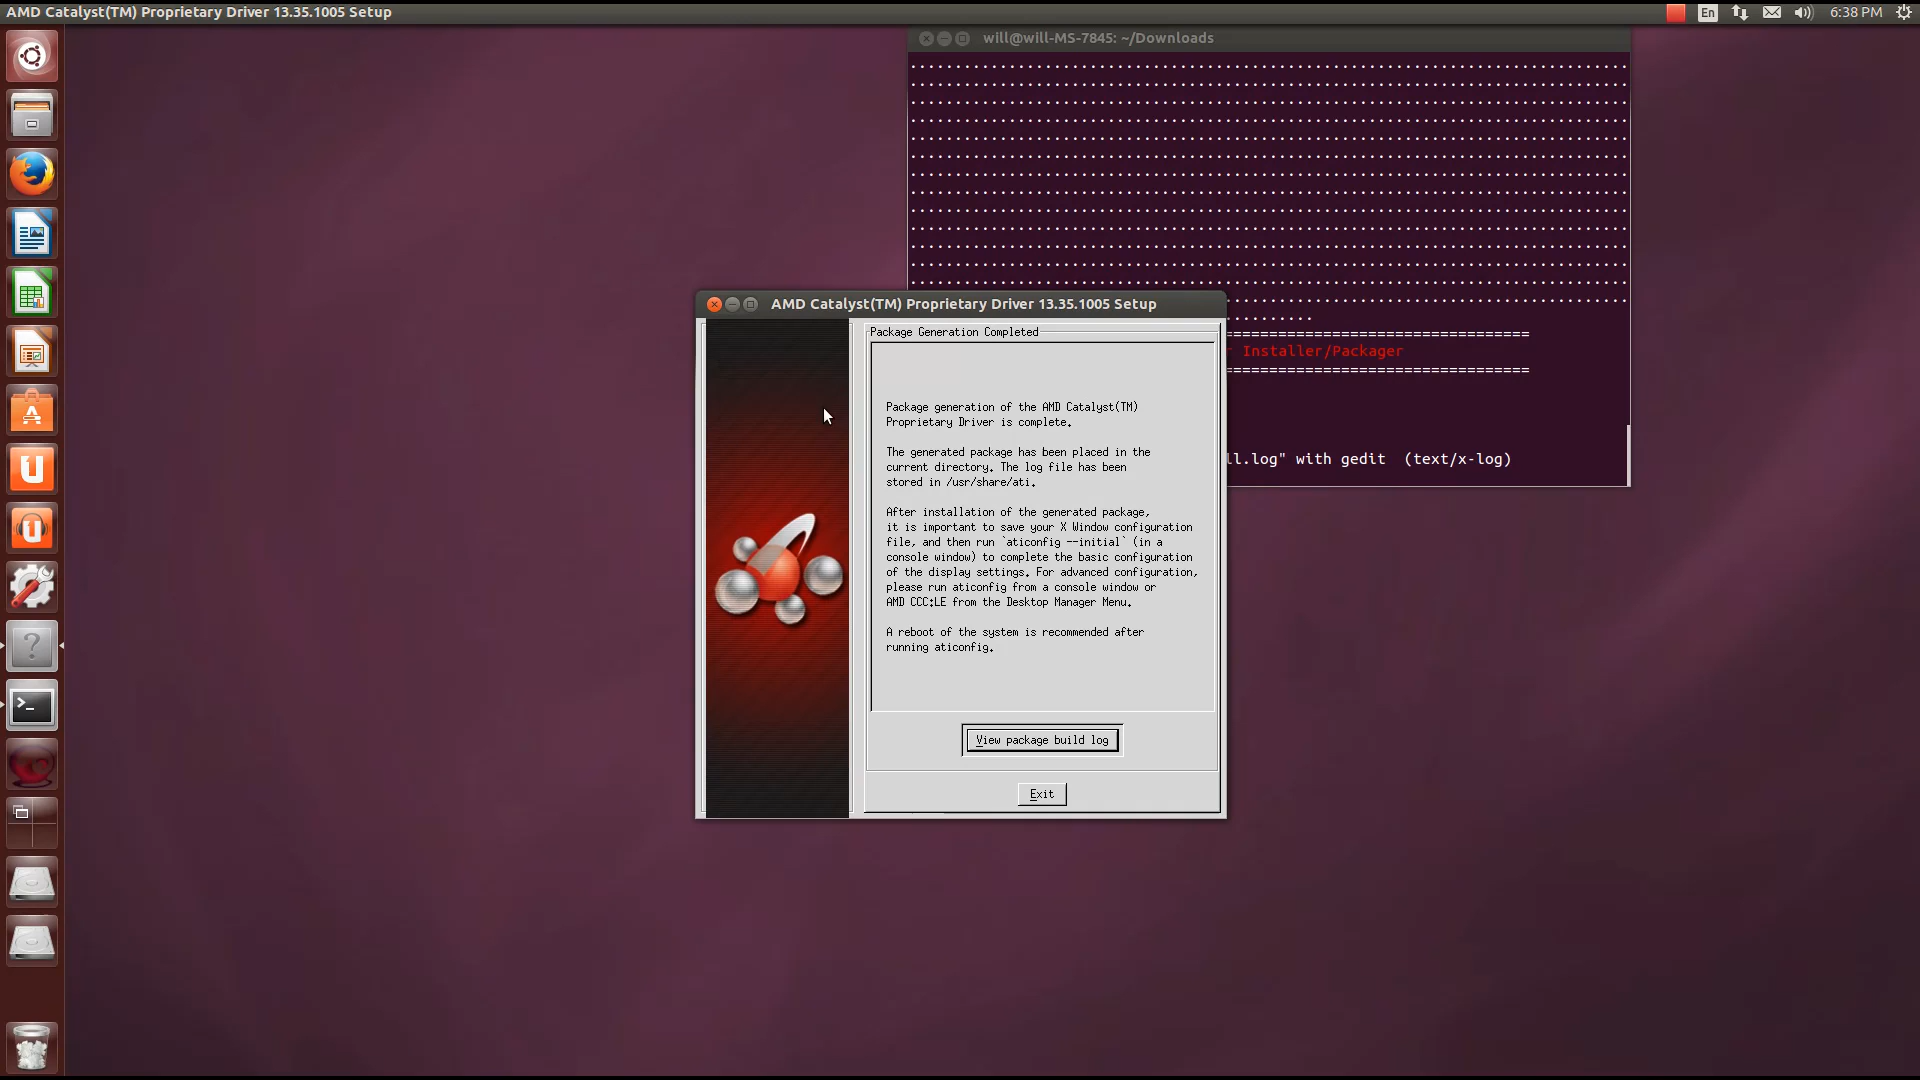 AMD Catalyst(TM) Proprietary Driver 13.35.1005 Setup
En
6:38 PM
will@will-MS-7845: ~/Downloads
Installer/Packager
ll.log" with gedit (text/x-log)
AMD Catalyst(TM) Proprietary Driver 13.35.1005 Setup
Package Generation Completed
Package generation of the AMD Catalyst(TM)
Proprietary Driver is complete.
The generated package has been placed in the
current directory. The log file has been
stored in /usr/share/ati.
After installation of the generated package,
it is important to save your X Window configuration
file, and then run `aticonfig --initial` (in a
console window) to complete the basic configuration
of the display settings. For advanced configuration,
please run aticonfig from a console window or
AMD CCC:LE from the Desktop Manager Menu.
A reboot of the system is recommended after
running aticonfig.
View package build log
Exit